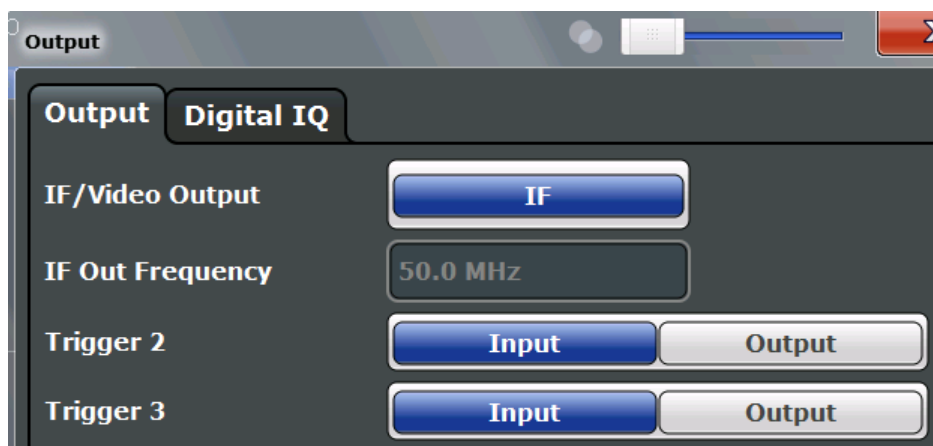 Output
Output Digital IQ
IF/Video Output IF
IF Out Frequency 50.0 MHz
Trigger 2 Input Output
Trigger 3 Input Output